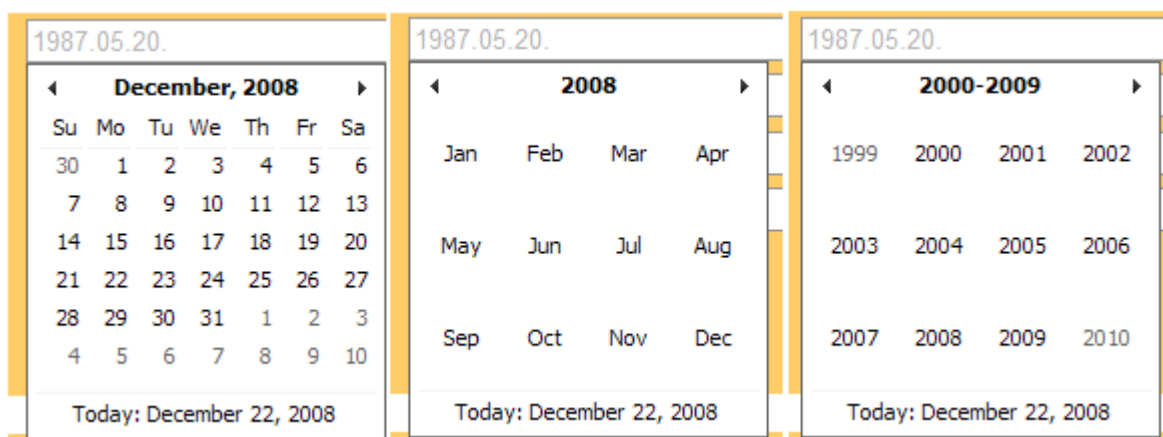 1987.05.20.
December, 2008
Su Mo Tu We Th Fr Sa
30 1 2 3 4 5 6
7 8 9 10 11 12 13
14 15 16 17 18 19 20
21 22 23 24 25 26 27
28 29 30 31 1 2 3
4 5 6 7 8 9 10
Today: December 22, 2008
1987.05.20.
2008
Jan Feb Mar Apr
May Jun Jul Aug
Sep Oct Nov Dec
Today: December 22, 2008
1987.05.20.
2000-2009
1999 2000 2001 2002
2003 2004 2005 2006
2007 2008 2009 2010
Today: December 22, 2008